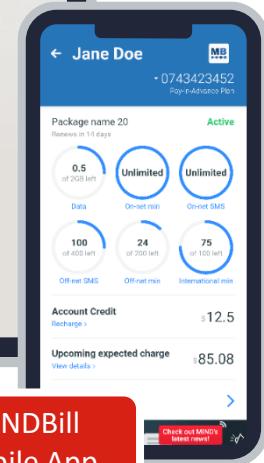 ← Jane Doe
MB
0743423452
Pay-in-Advance Plan
Package name 20 Active
Renews in 14 days
0.5 Unlimited Unlimited
of 2GB left
Data On-net min On-net SMS
100 24 75
of 400 left of 200 left of 100 left
Off-net SMS Off-net min International min
Account Credit
Recharge >
$12.5
Upcoming expected charge
View details >
$85.08
Check out MIND's
latest news!
NDBill
bile App